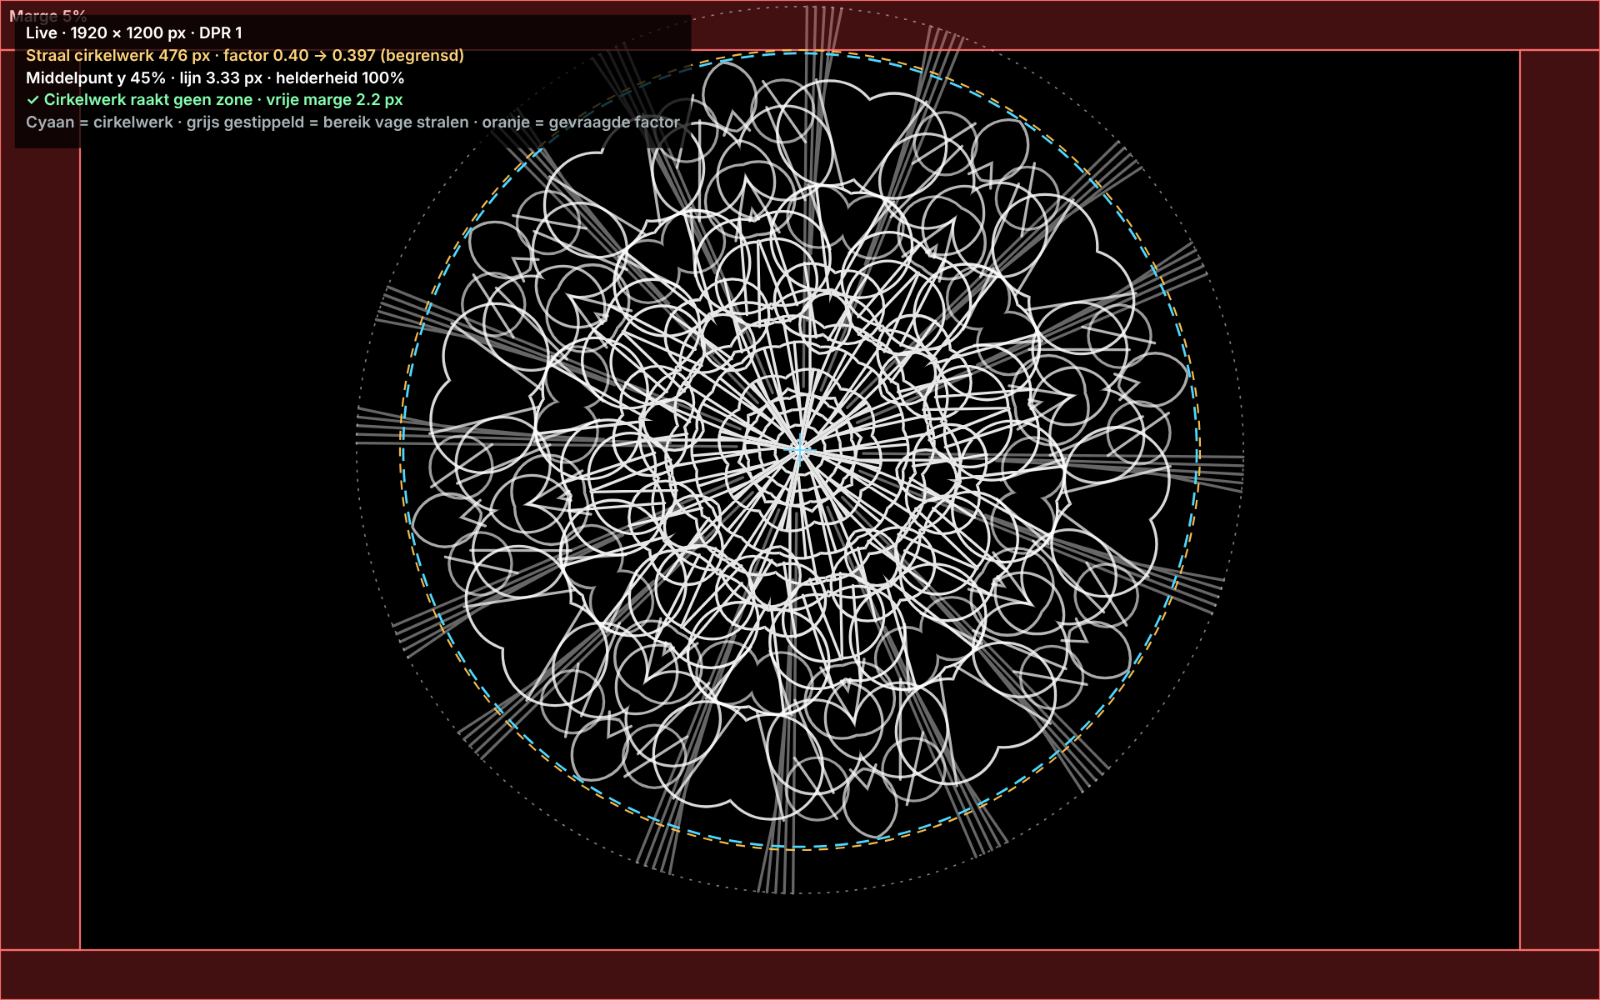 Marge 5%
Live · 1920 × 1200 px · DPR 1
Straal cirkelwerk 476 px · factor 0.40 → 0.397 (begrensd)
Middelpunt y 45% · lijn 3.33 px · helderheid 100%
✓ Cirkelwerk raakt geen zone · vrije marge 2.2 px
Cyaan = cirkelwerk · grijs gestippeld = bereik vage stralen · oranje = gevraagde factor